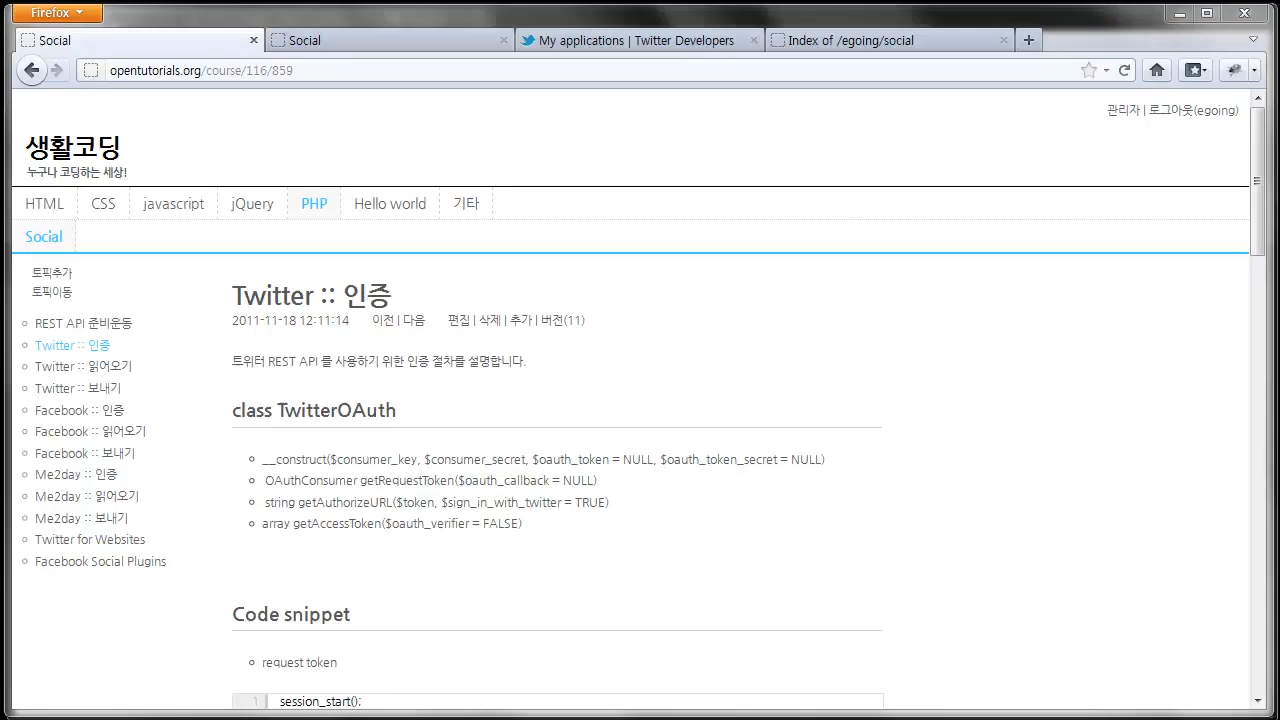 Firefox
Social
Social
My applications | Twitter Developers
Index of /egoing/social
opentutorials.org/course/116/859
관리자 | 로그아웃(egoing)
생활코딩
누구나 코딩하는 세상!
HTML CSS javascript jQuery PHP Hello world 기타
Social
토픽추가
토픽이동
REST API 준비운동
Twitter :: 인증
Twitter :: 읽어오기
Twitter :: 보내기
Facebook :: 인증
Facebook :: 읽어오기
Facebook :: 보내기
Me2day :: 인증
Me2day :: 읽어오기
Me2day :: 보내기
Twitter for Websites
Facebook Social Plugins
Twitter :: 인증
2011-11-18 12:11:14 이전 | 다음 편집 | 삭제 | 추가 | 버전(11)
트위터 REST API 를 사용하기 위한 인증 절차를 설명합니다.
class TwitterOAuth
__construct($consumer_key, $consumer_secret, $oauth_token = NULL, $oauth_token_secret = NULL)
OAuthConsumer getRequestToken($oauth_callback = NULL)
string getAuthorizeURL($token, $sign_in_with_twitter = TRUE)
array getAccessToken($oauth_verifier = FALSE)
Code snippet
request token
1 session_start();